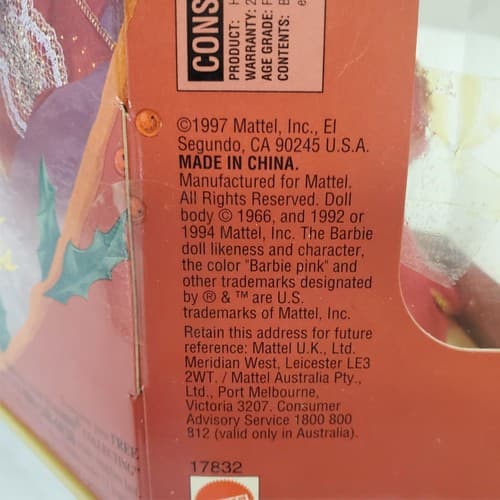 CONS
PRODUCT: H
WARRANTY: 2
AGE GRADE: F
CONTENTS: B
©1997 Mattel, Inc., El
Segundo, CA 90245 U.S.A.
MADE IN CHINA.
Manufactured for Mattel.
All Rights Reserved. Doll
body © 1966, and 1992 or
1994 Mattel, Inc. The Barbie
doll likeness and character,
the color "Barbie pink" and
other trademarks designated
by ® & ™ are U.S.
trademarks of Mattel, Inc.
Retain this address for future
reference: Mattel U.K., Ltd.
Meridian West, Leicester LE3
2WT. / Mattel Australia Pty.,
Ltd., Port Melbourne,
Victoria 3207. Consumer
Advisory Service 1800 800
812 (valid only in Australia).
17832
FREE
COLLECTING